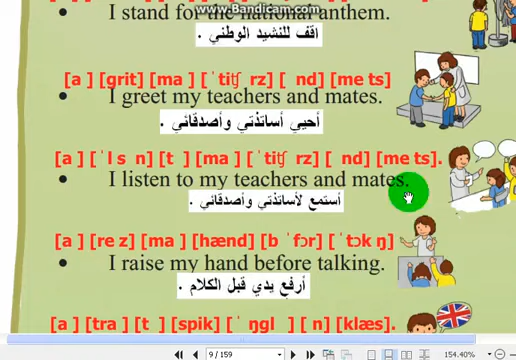 www.Bandicam.com
I stand for the national anthem.
اقف للنشيد الوطني .
[a ] [grit] [ma ] [ ˈtiʧ rz] [ nd] [me ts]
I greet my teachers and mates.
أحيي أساتذتي وأصدقائي .
[a ] [ ˈl s n] [t ] [ma ] [ ˈtiʧ rz] [ nd] [me ts].
I listen to my teachers and mates.
أستمع لأساتذتي وأصدقائي .
[a ] [re z] [ma ] [hænd] [b ˈfɔr] [ ˈtɔk ŋ]
I raise my hand before talking.
أرفع يدي قبل الكلام .
[a ] [tra ] [t ] [spik] [ ˈ ŋgl ] [ n] [klæs].
9 / 159
154.40%